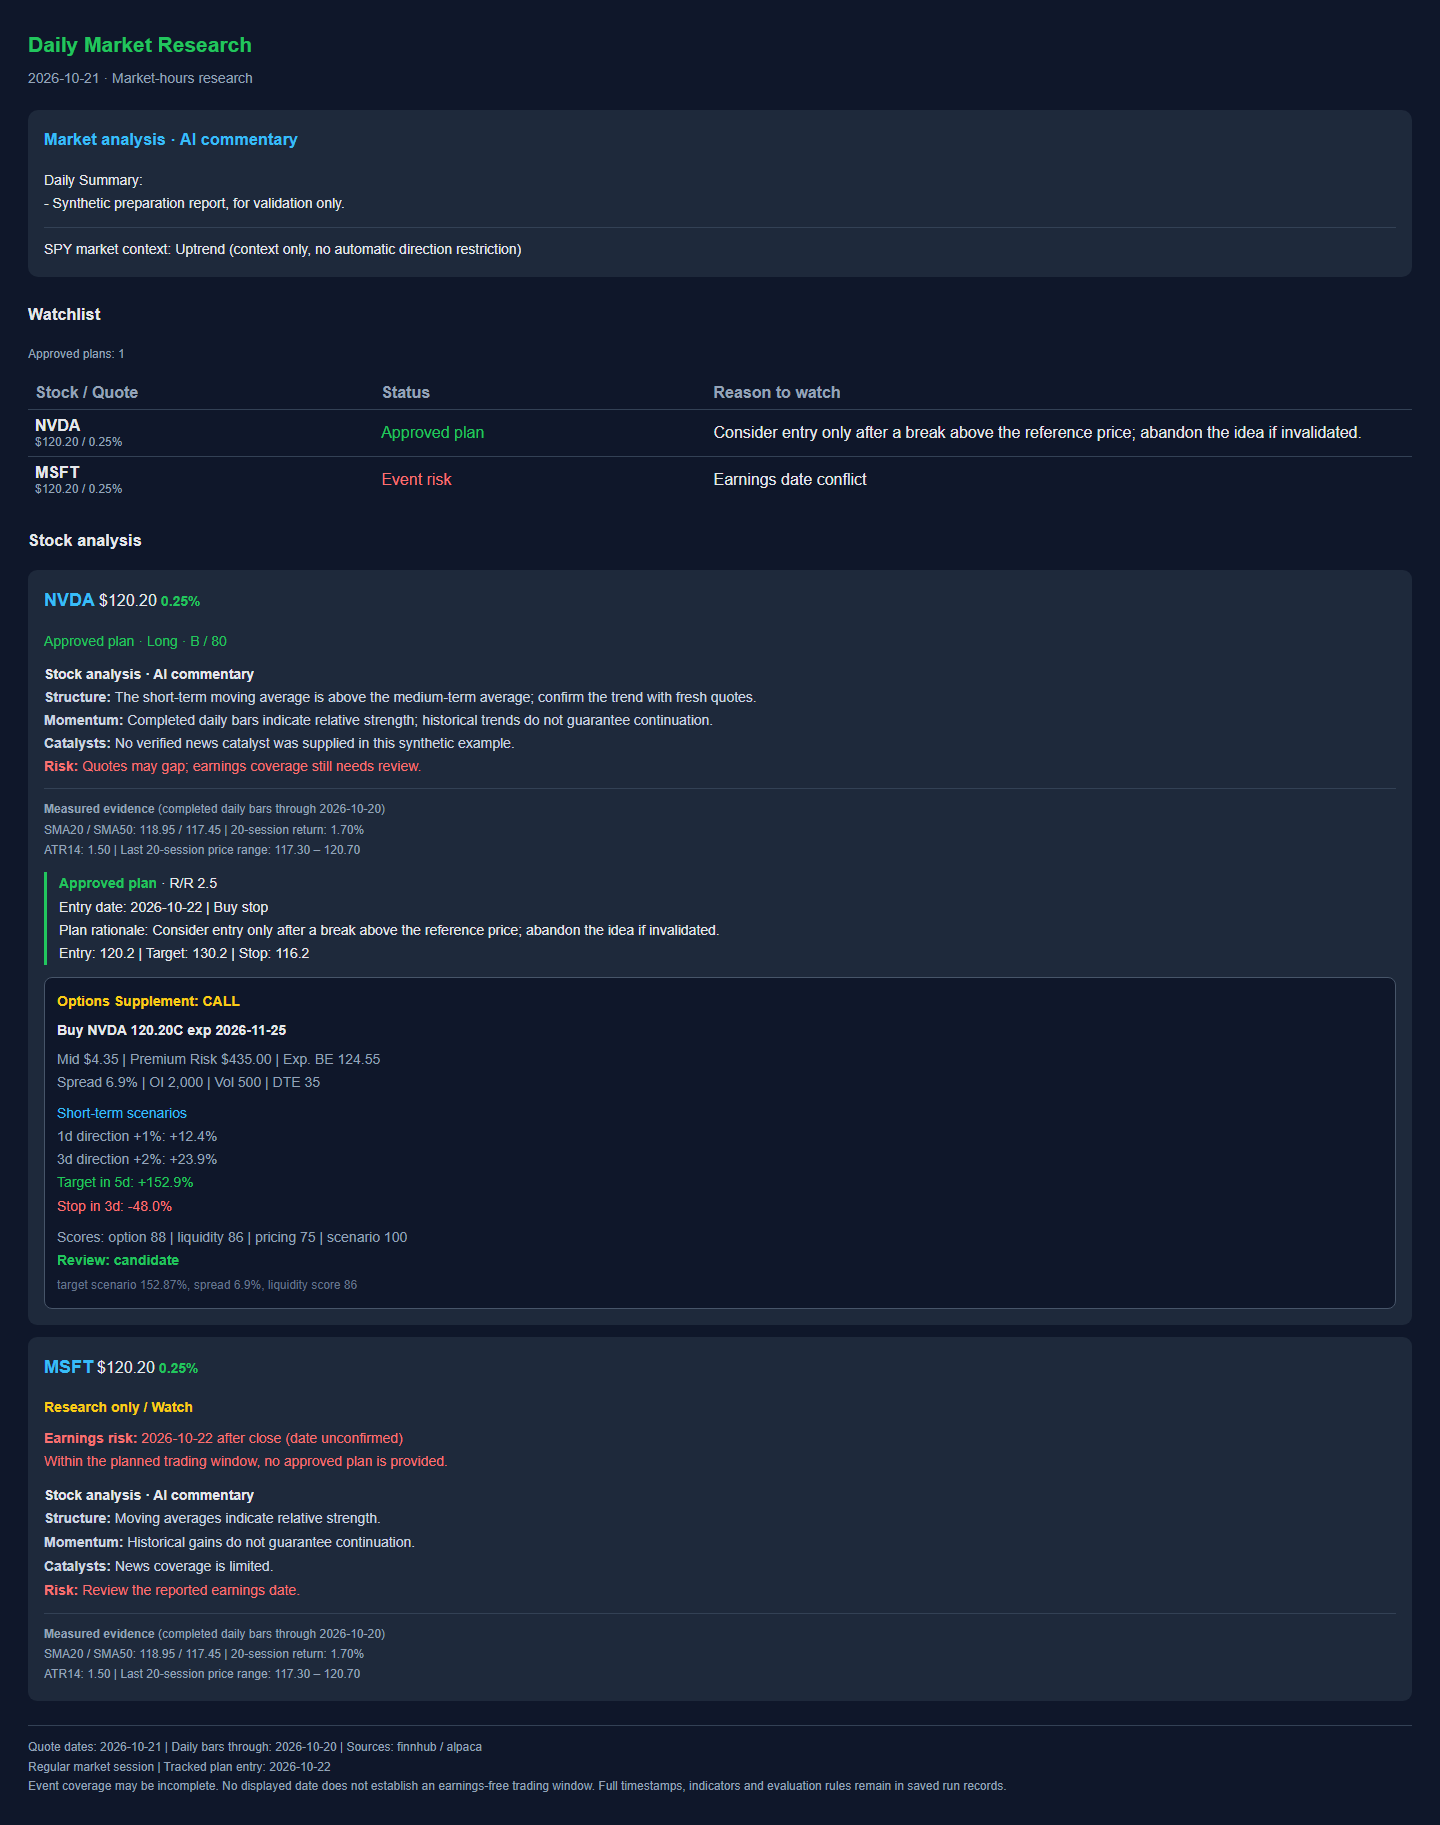 Daily Market Research
2026-10-21 · Market-hours research
Market analysis · AI commentary
Daily Summary:
- Synthetic preparation report, for validation only.
SPY market context: Uptrend (context only, no automatic direction restriction)
Watchlist
Approved plans: 1
Stock / Quote Status Reason to watch
NVDA
$120.20 / 0.25%
Approved plan
Consider entry only after a break above the reference price; abandon the idea if invalidated.
MSFT
$120.20 / 0.25%
Event risk
Earnings date conflict
Stock analysis
NVDA $120.20 0.25%
Approved plan · Long · B / 80
Stock analysis · AI commentary
Structure: The short-term moving average is above the medium-term average; confirm the trend with fresh quotes.
Momentum: Completed daily bars indicate relative strength; historical trends do not guarantee continuation.
Catalysts: No verified news catalyst was supplied in this synthetic example.
Risk: Quotes may gap; earnings coverage still needs review.
Measured evidence (completed daily bars through 2026-10-20)
SMA20 / SMA50: 118.95 / 117.45 | 20-session return: 1.70%
ATR14: 1.50 | Last 20-session price range: 117.30 – 120.70
Approved plan · R/R 2.5
Entry date: 2026-10-22 | Buy stop
Plan rationale: Consider entry only after a break above the reference price; abandon the idea if invalidated.
Entry: 120.2 | Target: 130.2 | Stop: 116.2
Options Supplement: CALL
Buy NVDA 120.20C exp 2026-11-25
Mid $4.35 | Premium Risk $435.00 | Exp. BE 124.55
Spread 6.9% | OI 2,000 | Vol 500 | DTE 35
Short-term scenarios
1d direction +1%: +12.4%
3d direction +2%: +23.9%
Target in 5d: +152.9%
Stop in 3d: -48.0%
Scores: option 88 | liquidity 86 | pricing 75 | scenario 100
Review: candidate
target scenario 152.87%, spread 6.9%, liquidity score 86
MSFT $120.20 0.25%
Research only / Watch
Earnings risk: 2026-10-22 after close (date unconfirmed)
Within the planned trading window, no approved plan is provided.
Stock analysis · AI commentary
Structure: Moving averages indicate relative strength.
Momentum: Historical gains do not guarantee continuation.
Catalysts: News coverage is limited.
Risk: Review the reported earnings date.
Measured evidence (completed daily bars through 2026-10-20)
SMA20 / SMA50: 118.95 / 117.45 | 20-session return: 1.70%
ATR14: 1.50 | Last 20-session price range: 117.30 – 120.70
Quote dates: 2026-10-21 | Daily bars through: 2026-10-20 | Sources: finnhub / alpaca
Regular market session | Tracked plan entry: 2026-10-22
Event coverage may be incomplete. No displayed date does not establish an earnings-free trading window. Full timestamps, indicators and evaluation rules remain in saved run records.